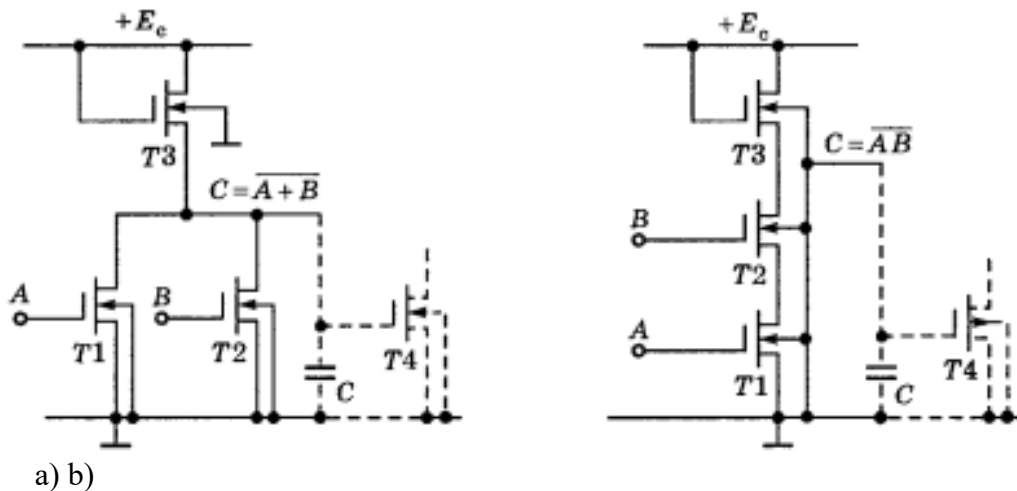 +E_c
T3
C = \overline{A + B}
A
T1
B
T2
T4
C
+E_c
T3
C = \overline{AB}
B
T2
A
T1
T4
C
a) b)